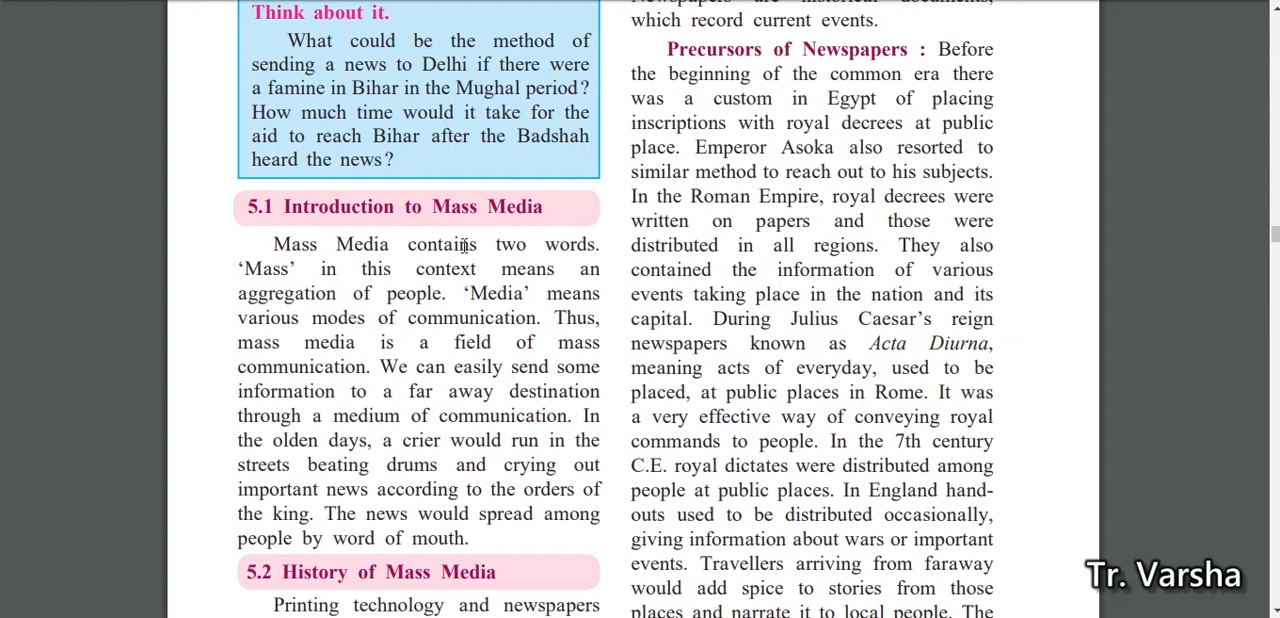 Think about it.
What could be the method of
sending a news to Delhi if there were
a famine in Bihar in the Mughal period?
How much time would it take for the
aid to reach Bihar after the Badshah
heard the news?
5.1 Introduction to Mass Media
Mass Media contains two words.
‘Mass’ in this context means an
aggregation of people. ‘Media’ means
various modes of communication. Thus,
mass media is a field of mass
communication. We can easily send some
information to a far away destination
through a medium of communication. In
the olden days, a crier would run in the
streets beating drums and crying out
important news according to the orders of
the king. The news would spread among
people by word of mouth.
5.2 History of Mass Media
Printing technology and newspapers
Newspapers are historical documents,
which record current events.
Precursors of Newspapers : Before
the beginning of the common era there
was a custom in Egypt of placing
inscriptions with royal decrees at public
place. Emperor Asoka also resorted to
similar method to reach out to his subjects.
In the Roman Empire, royal decrees were
written on papers and those were
distributed in all regions. They also
contained the information of various
events taking place in the nation and its
capital. During Julius Caesar’s reign
newspapers known as Acta Diurna,
meaning acts of everyday, used to be
placed, at public places in Rome. It was
a very effective way of conveying royal
commands to people. In the 7th century
C.E. royal dictates were distributed among
people at public places. In England hand-
outs used to be distributed occasionally,
giving information about wars or important
events. Travellers arriving from faraway
would add spice to stories from those
places and narrate it to local people. The
Tr. Varsha